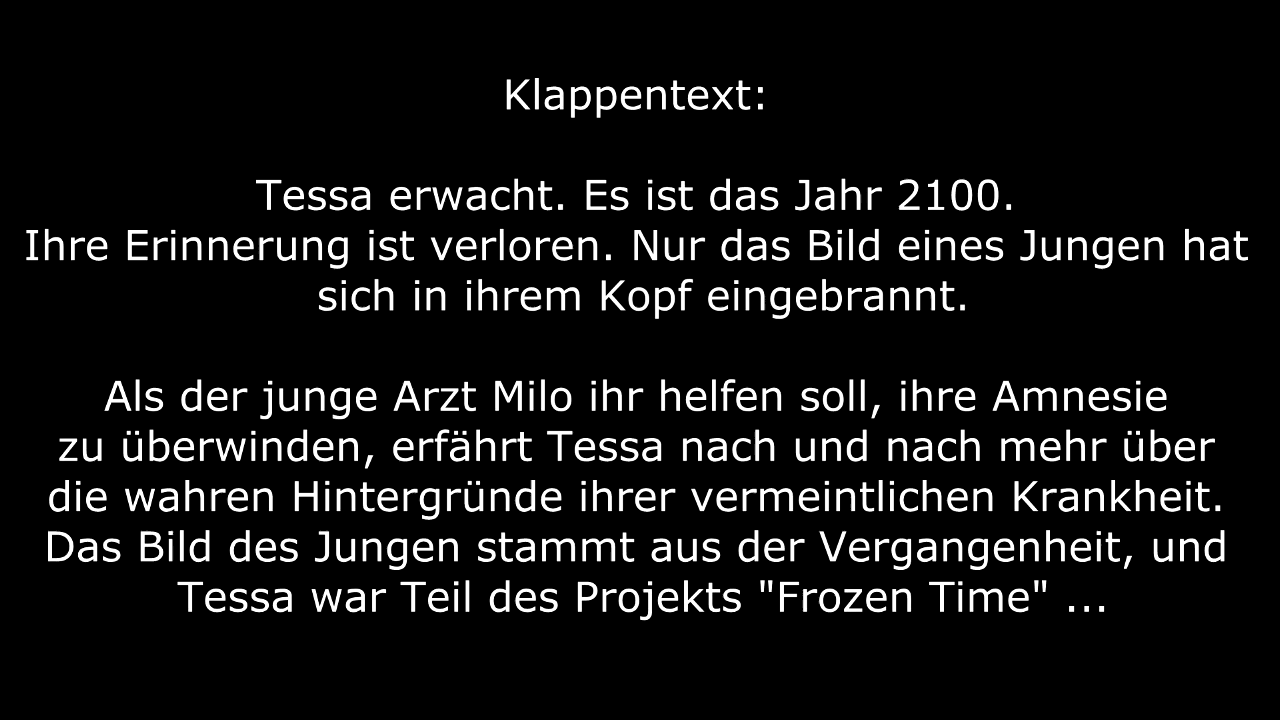 Klappentext:
Tessa erwacht. Es ist das Jahr 2100.
Ihre Erinnerung ist verloren. Nur das Bild eines Jungen hat
sich in ihrem Kopf eingebrannt.
Als der junge Arzt Milo ihr helfen soll, ihre Amnesie
zu überwinden, erfährt Tessa nach und nach mehr über
die wahren Hintergründe ihrer vermeintlichen Krankheit.
Das Bild des Jungen stammt aus der Vergangenheit, und
Tessa war Teil des Projekts "Frozen Time" ...